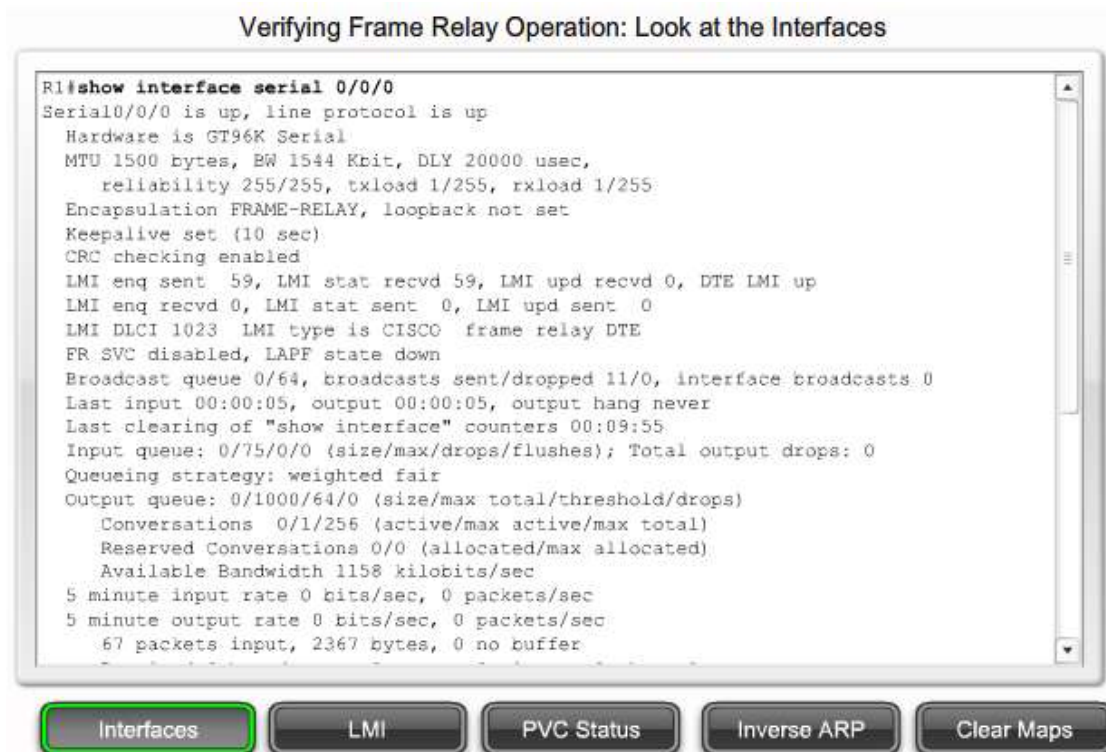 Verifying Frame Relay Operation: Look at the Interfaces
R1#show interface serial 0/0/0
Serial0/0/0 is up, line protocol is up
Hardware is GT96K Serial
MTU 1500 bytes, BW 1544 Kbit, DLY 20000 usec,
reliability 255/255, txload 1/255, rxload 1/255
Encapsulation FRAME-RELAY, loopback not set
Keepalive set (10 sec)
CRC checking enabled
LMI enq sent 59, LMI stat recvd 59, LMI upd recvd 0, DTE LMI up
LMI enq recvd 0, LMI stat sent 0, LMI upd sent 0
LMI DLCI 1023 LMI type is CISCO frame relay DTE
FR SVC disabled, LAPF state down
Broadcast queue 0/64, broadcasts sent/dropped 11/0, interface broadcasts 0
Last input 00:00:05, output 00:00:05, output hang never
Last clearing of "show interface" counters 00:09:55
Input queue: 0/75/0/0 (size/max/drops/flushes); Total output drops: 0
Queueing strategy: weighted fair
Output queue: 0/1000/64/0 (size/max total/threshold/drops)
Conversations 0/1/256 (active/max active/max total)
Reserved Conversations 0/0 (allocated/max allocated)
Available Bandwidth 1158 kilobits/sec
5 minute input rate 0 bits/sec, 0 packets/sec
5 minute output rate 0 bits/sec, 0 packets/sec
67 packets input, 2367 bytes, 0 no buffer
Interfaces LMI PVC Status Inverse ARP Clear Maps